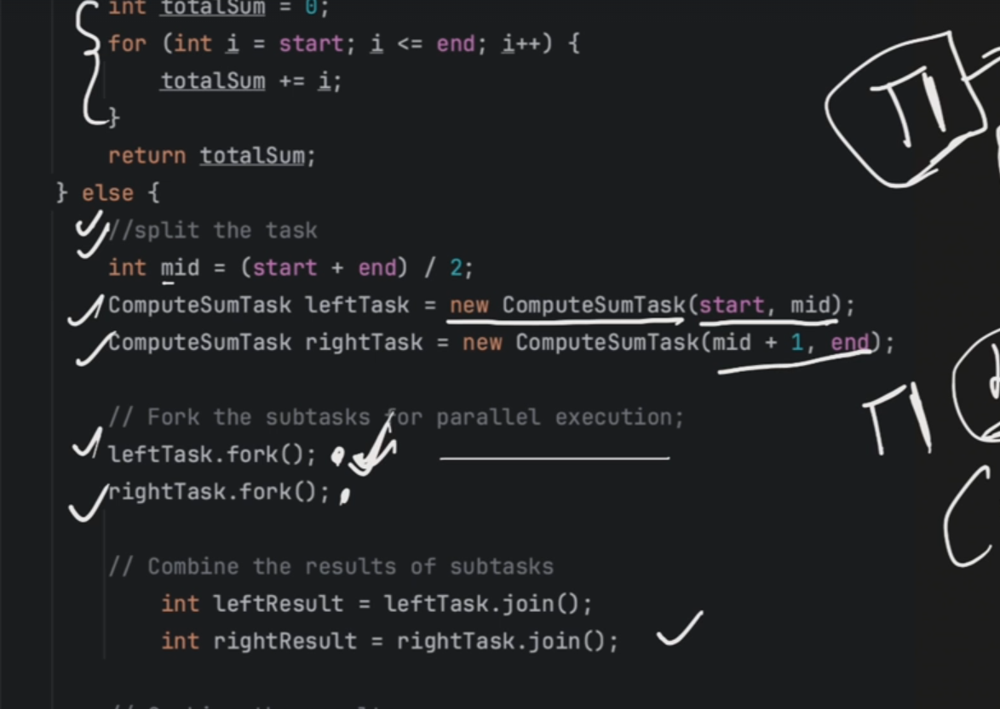 int totalSum = 0;
for (int i = start; i <= end; i++) {
totalSum += i;
}
return totalSum;
} else {
//split the task
int mid = (start + end) / 2;
ComputeSumTask leftTask = new ComputeSumTask(start, mid);
ComputeSumTask rightTask = new ComputeSumTask(mid + 1, end);
// Fork the subtasks for parallel execution;
leftTask.fork();
rightTask.fork();
// Combine the results of subtasks
int leftResult = leftTask.join();
int rightResult = rightTask.join();